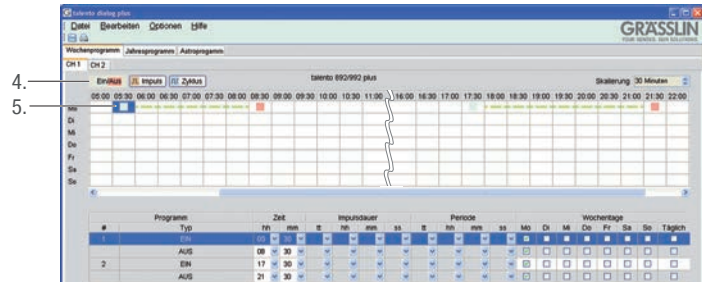 talento dialog plus
Datei Bearbeiten Optionen Hilfe
GRÄSSLIN
Wochenprogramm Jahresprogramm Astroprogramm
CH 1 CH 2
4.
Ein/Aus Impuls Zyklus talento 892/992 plus Skalierung 30 Minuten
5.
05:00 05:30 06:00 06:30 07:00 07:30 08:00 08:30 09:00 09:30 10:00 10:30 11:00 16:00 16:30 17:00 17:30 18:00 18:30 19:00 19:30 20:00 20:30 21:00 21:30 22:00
Mo
Di
Mi
Do
Fr
Sa
So
Programm Zeit Impulsdauer Periode Wochentage
# Typ hh mm tt hh mm ss tt hh mm ss Mo Di Mi Do Fr Sa So Täglich
1 EIN 05 30
AUS 08 30
2 EIN 17 30
AUS 21 30